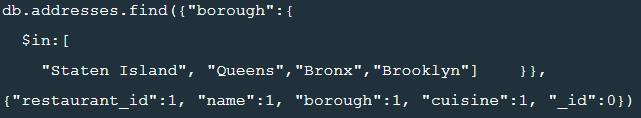 db.addresses.find({"borough":{
$in:[
"Staten Island", "Queens","Bronx","Brooklyn"] }},
{"restaurant_id":1, "name":1, "borough":1, "cuisine":1, "_id":0})